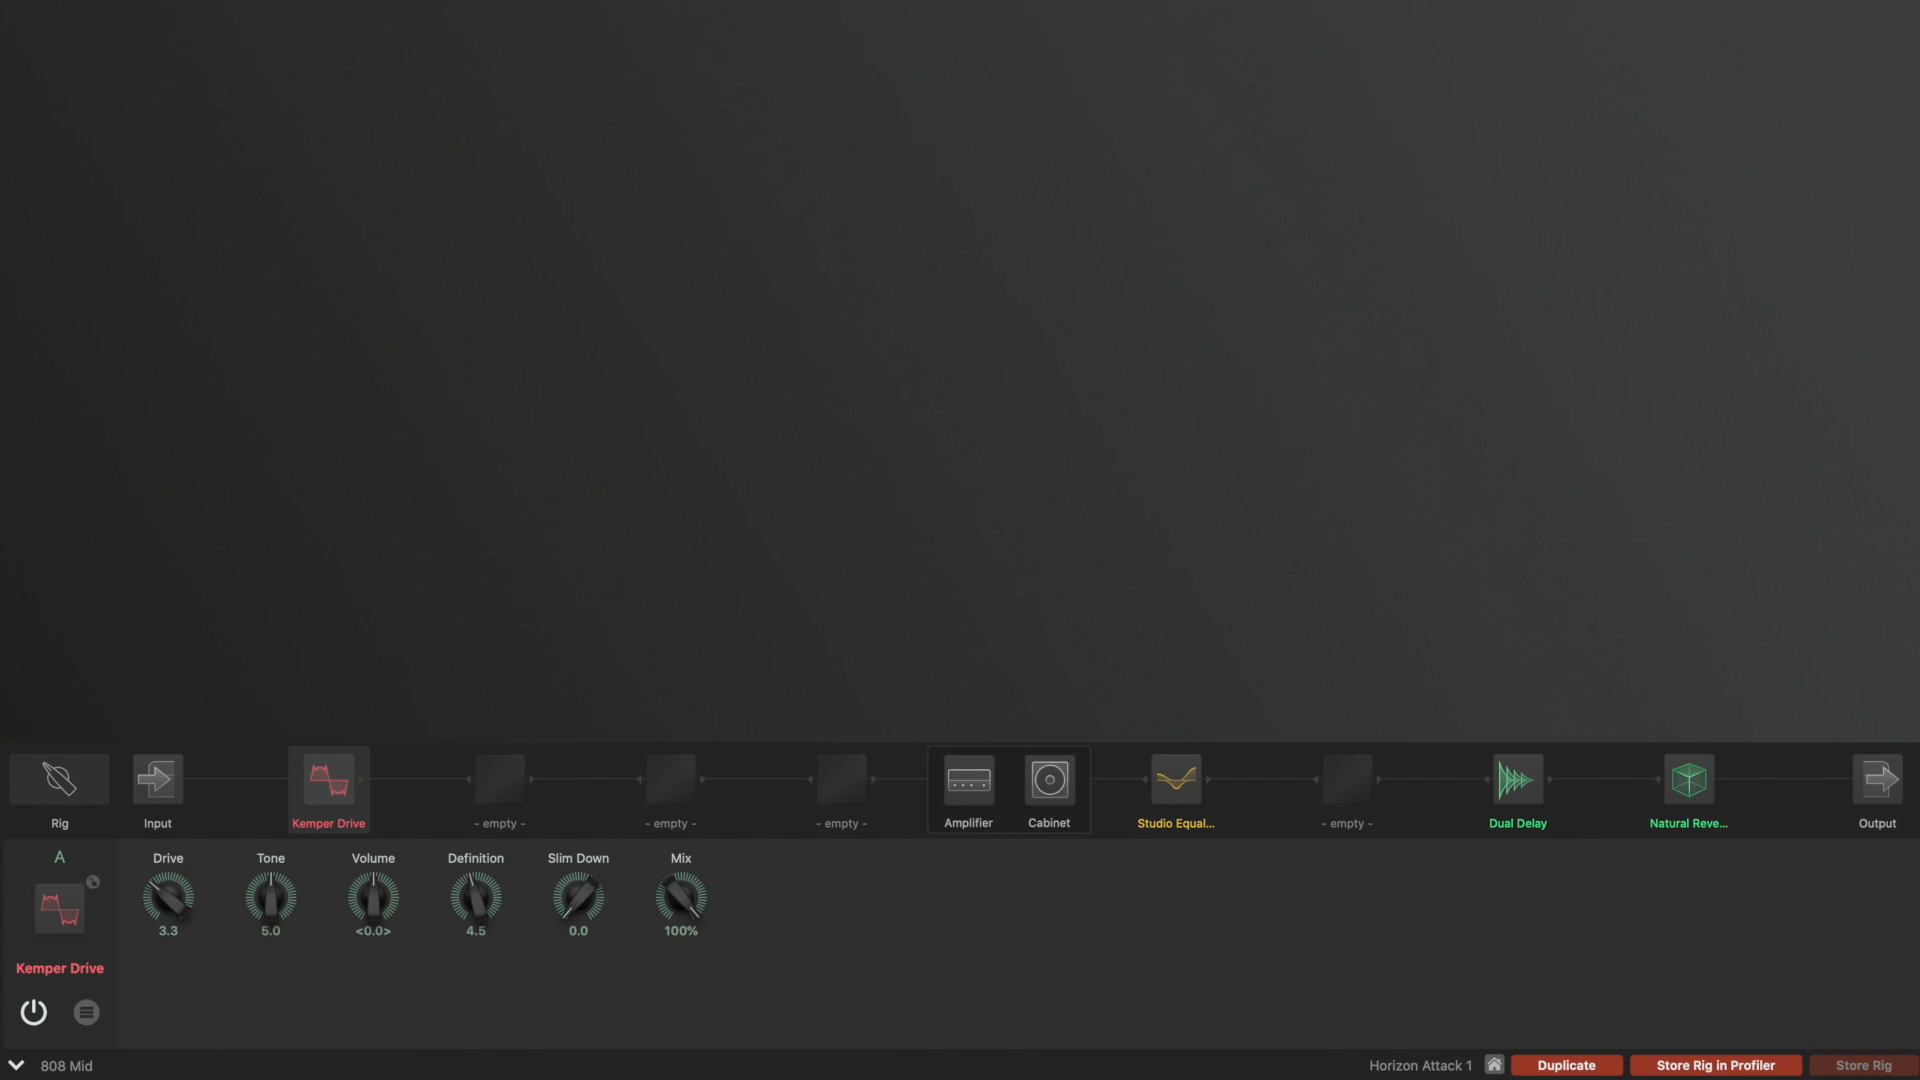 Rig
Input
Kemper Drive
- empty -
- empty -
- empty -
Amplifier
Cabinet
Studio Equal...
- empty -
Dual Delay
Natural Reve...
Output
A
Kemper Drive
Drive
3.3
Tone
5.0
Volume
<0.0>
Definition
4.5
Slim Down
0.0
Mix
100%
808 Mid
Horizon Attack 1
Duplicate
Store Rig in Profiler
Store Rig